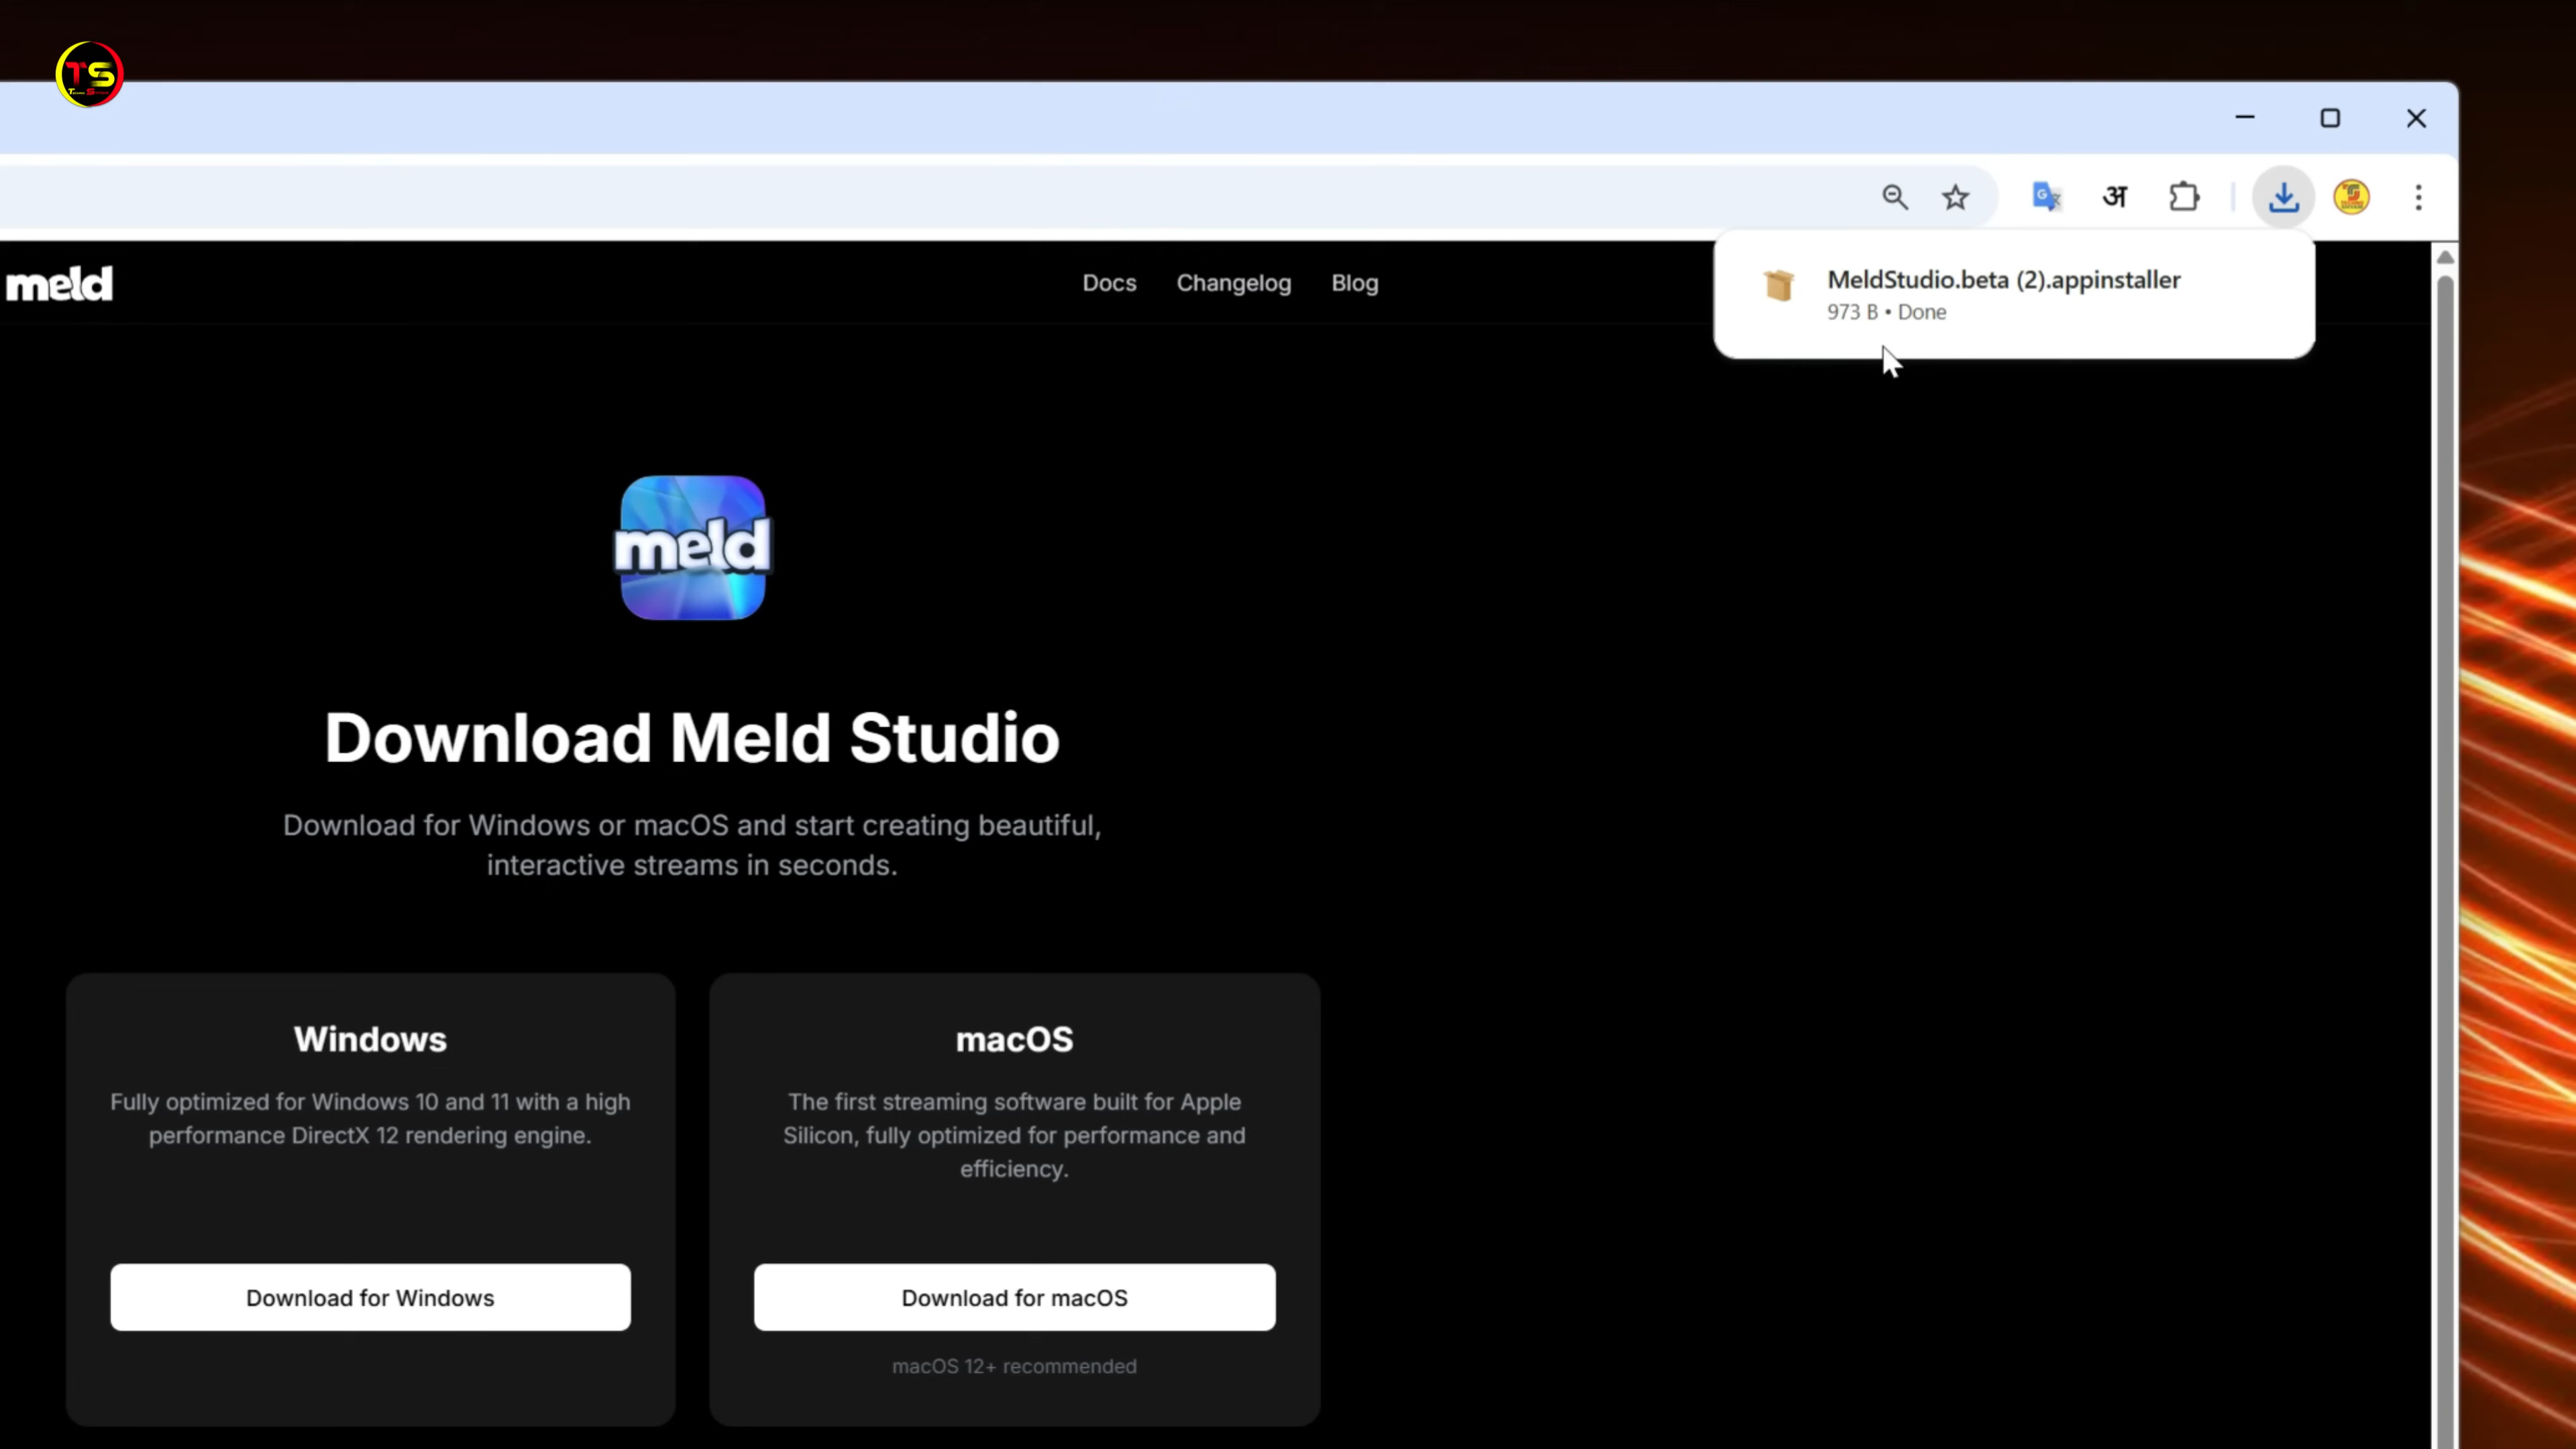 TS
अ
MeldStudio.beta (2).appinstaller
973 B • Done
meld
Docs
Changelog
Blog
meld
Download Meld Studio
Download for Windows or macOS and start creating beautiful,
interactive streams in seconds.
Windows
Fully optimized for Windows 10 and 11 with a high
performance DirectX 12 rendering engine.
Download for Windows
macOS
The first streaming software built for Apple
Silicon, fully optimized for performance and
efficiency.
Download for macOS
macOS 12+ recommended